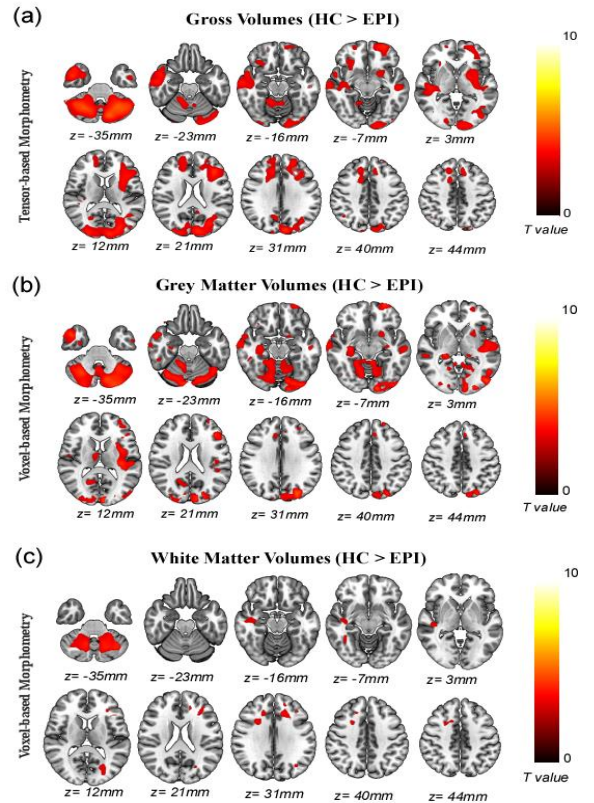 (a)
Gross Volumes (HC > EPI)
Tensor-based Morphometry
z= -35mm
z= -23mm
z= -16mm
z= -7mm
z= 3mm
z= 12mm
z= 21mm
z= 31mm
z= 40mm
z= 44mm
10
0
T value
(b)
Grey Matter Volumes (HC > EPI)
Voxel-based Morphometry
z= -35mm
z= -23mm
z= -16mm
z= -7mm
z= 3mm
z= 12mm
z= 21mm
z= 31mm
z= 40mm
z= 44mm
10
0
T value
(c)
White Matter Volumes (HC > EPI)
Voxel-based Morphometry
z= -35mm
z= -23mm
z= -16mm
z= -7mm
z= 3mm
z= 12mm
z= 21mm
z= 31mm
z= 40mm
z= 44mm
10
0
T value